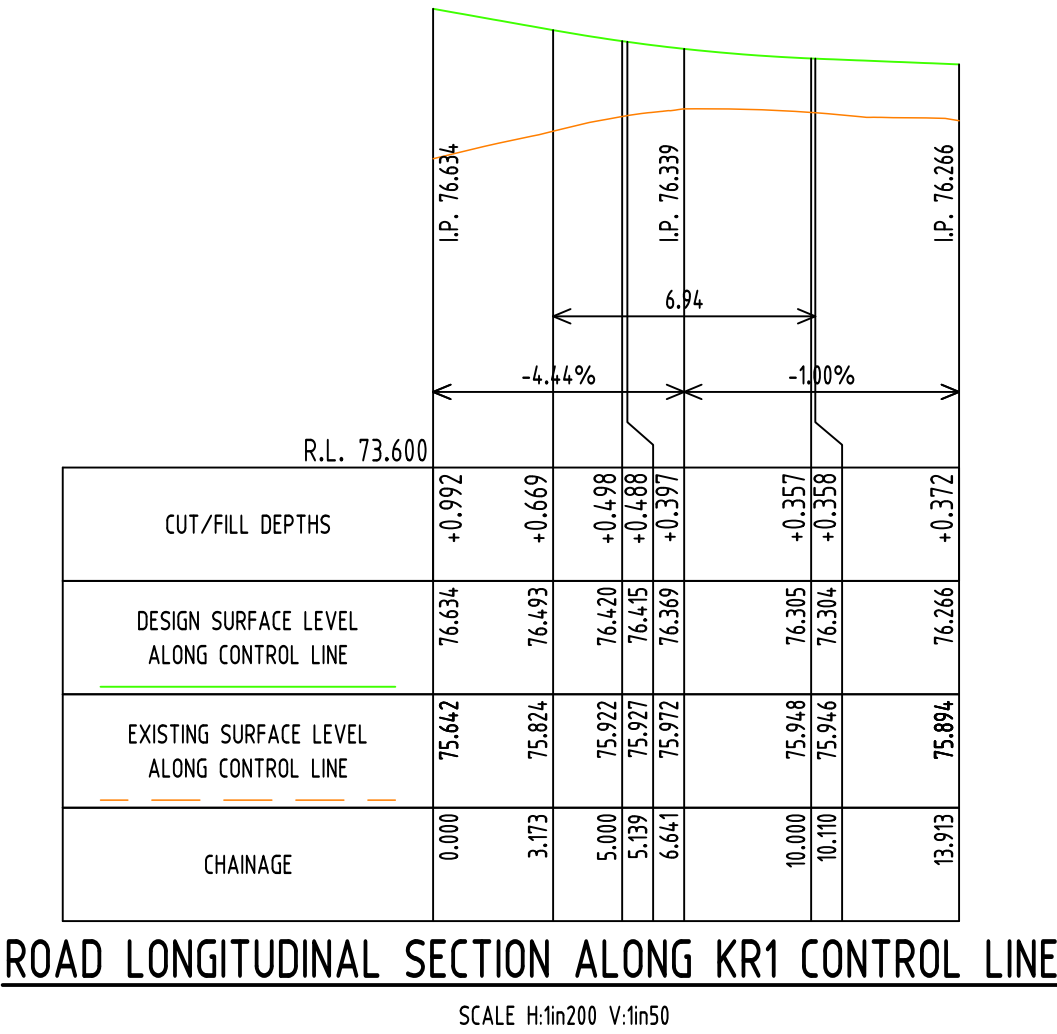 I.P. 76.634
I.P. 76.339
I.P. 76.266
6.94
-4.44%
-1.00%
R.L. 73.600
CUT/FILL DEPTHS
+0.992
+0.669
+0.498
+0.488
+0.397
+0.357
+0.358
+0.372
DESIGN SURFACE LEVEL
ALONG CONTROL LINE
76.634
76.493
76.420
76.415
76.369
76.305
76.304
76.266
EXISTING SURFACE LEVEL
ALONG CONTROL LINE
75.642
75.824
75.922
75.927
75.972
75.948
75.946
75.894
CHAINAGE
0.000
3.173
5.000
5.139
6.641
10.000
10.110
13.913
ROAD LONGITUDINAL SECTION ALONG KR1 CONTROL LINE
SCALE H:1in200 V:1in50